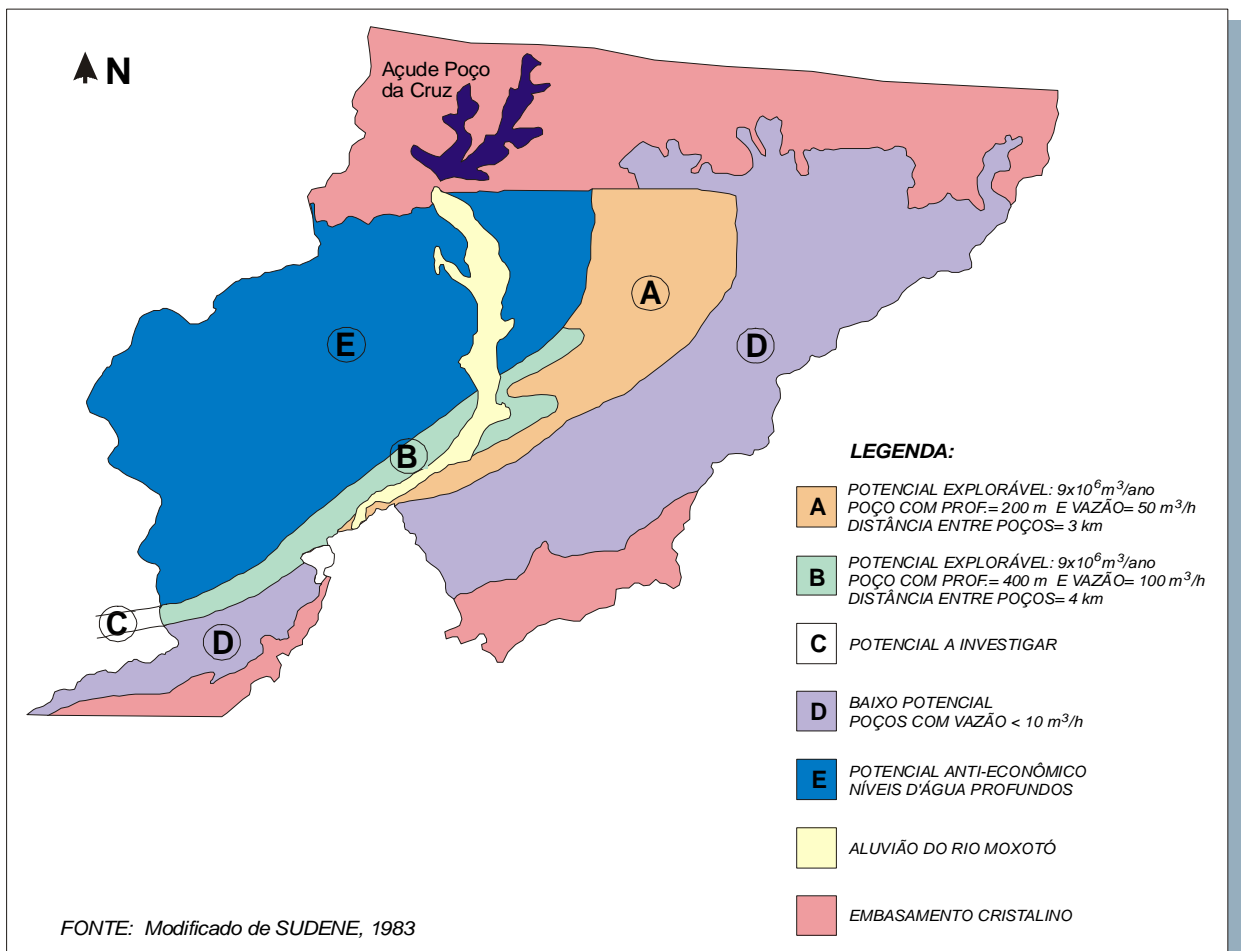 N
Açude Poço
da Cruz
A
E
D
B
C
D
LEGENDA:
A
POTENCIAL EXPLORÁVEL: 9x10⁶m³/ano
POÇO COM PROF.= 200 m E VAZÃO= 50 m³/h
DISTÂNCIA ENTRE POÇOS= 3 km
B
POTENCIAL EXPLORÁVEL: 9x10⁶m³/ano
POÇO COM PROF.= 400 m E VAZÃO= 100 m³/h
DISTÂNCIA ENTRE POÇOS= 4 km
C
POTENCIAL A INVESTIGAR
D
BAIXO POTENCIAL
POÇOS COM VAZÃO < 10 m³/h
E
POTENCIAL ANTI-ECONÔMICO
NÍVEIS D'ÁGUA PROFUNDOS
ALUVIÃO DO RIO MOXOTÓ
EMBASAMENTO CRISTALINO
FONTE: Modificado de SUDENE, 1983